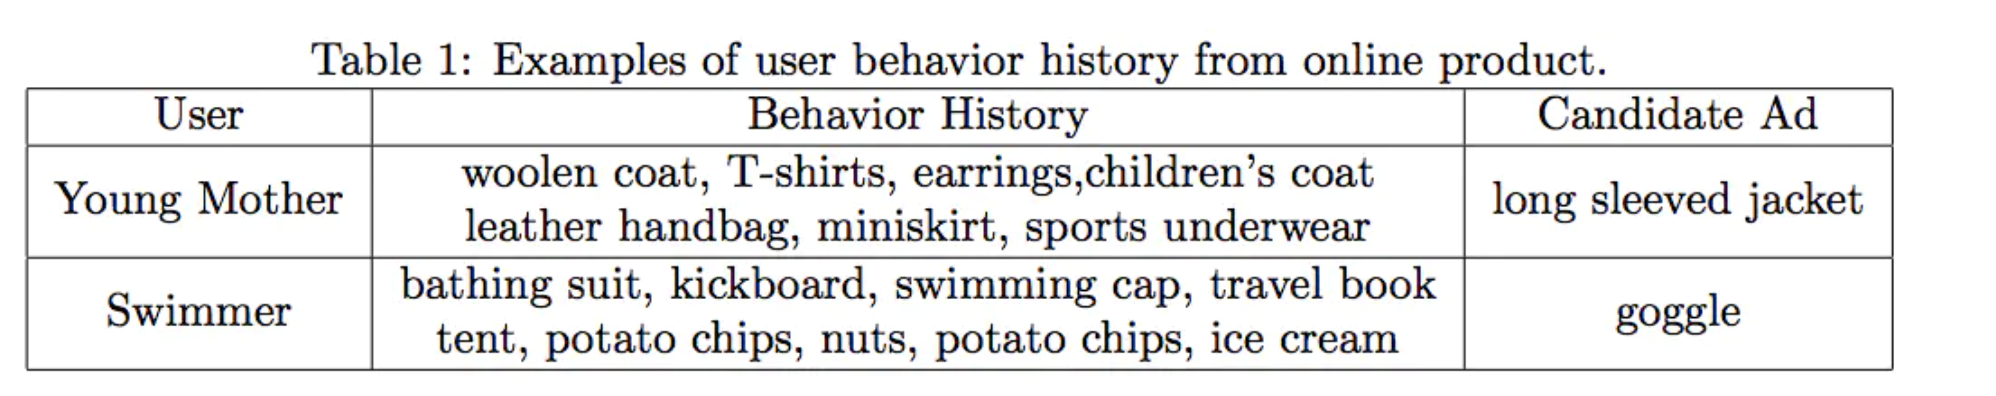 Table 1: Examples of user behavior history from online product.
User Behavior History Candidate Ad
Young Mother
woolen coat, T-shirts, earrings,children's coat
leather handbag, miniskirt, sports underwear
long sleeved jacket
Swimmer
bathing suit, kickboard, swimming cap, travel book
tent, potato chips, nuts, potato chips, ice cream
goggle